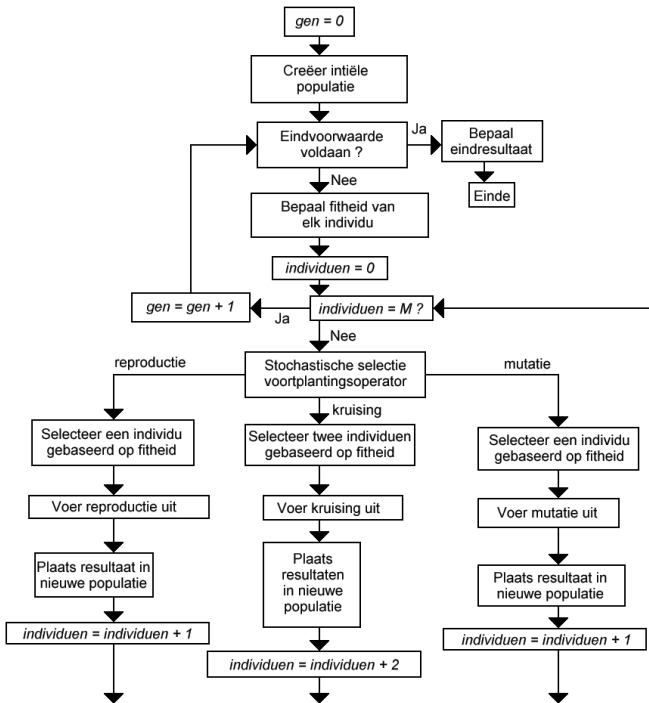 gen = 0
Creëer intiële
populatie
Eindvoorwaarde
voldaan ?
Ja
Bepaal
eindresultaat
Einde
Nee
Bepaal fitheid van
elk individu
individuen = 0
gen = gen + 1
Ja
individuen = M ?
Nee
reproductie
Stochastische selectie
voortplantingsoperator
mutatie
kruising
Selecteer een individu
gebaseerd op fitheid
Selecteer twee individuen
gebaseerd op fitheid
Selecteer een individu
gebaseerd op fitheid
Voer reproductie uit
Voer kruising uit
Voer mutatie uit
Plaats resultaat in
nieuwe populatie
Plaats
resultaten
in nieuwe
populatie
Plaats resultaat in
nieuwe populatie
individuen = individuen + 1
individuen = individuen + 2
individuen = individuen + 1